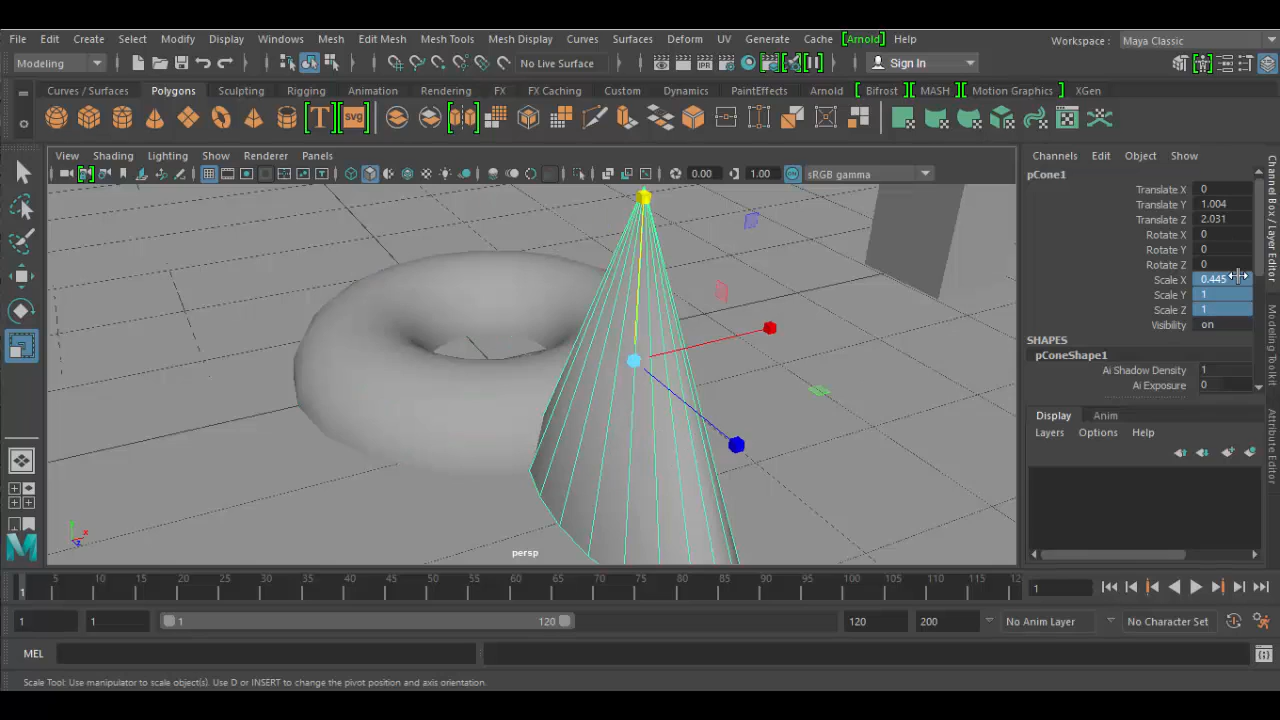 File Edit Create Select Modify Display Windows Mesh Edit Mesh Mesh Tools Mesh Display Curves Surfaces Deform UV Generate Cache [Arnold] Help Workspace : Maya Classic
Modeling No Live Surface Sign In
Curves / Surfaces Polygons Sculpting Rigging Animation Rendering FX FX Caching Custom Dynamics PaintEffects Arnold [ Bifrost ] [ MASH ] [ Motion Graphics ] XGen
T SVG
View Shading Lighting Show Renderer Panels
IPR 0.00 1.00 sRGB gamma
Channels Edit Object Show
pCone1
Translate X 0
Translate Y 1.004
Translate Z 2.031
Rotate X 0
Rotate Y 0
Rotate Z 0
Scale X 0.445
Scale Y 1
Scale Z 1
Visibility on
SHAPES
pConeShape1
Ai Shadow Density 1
Ai Exposure 0
Display Anim
Layers Options Help
Channel Box / Layer Editor
Modeling Toolkit
Attribute Editor
persp
y x z
M
1 5 10 15 20 25 30 35 40 45 50 55 60 65 70 75 80 85 90 95 100 105 110 115 12 1
1 1 1 120 120 200 No Anim Layer No Character Set
MEL
Scale Tool: Use manipulator to scale object(s). Use D or INSERT to change the pivot position and axis orientation.